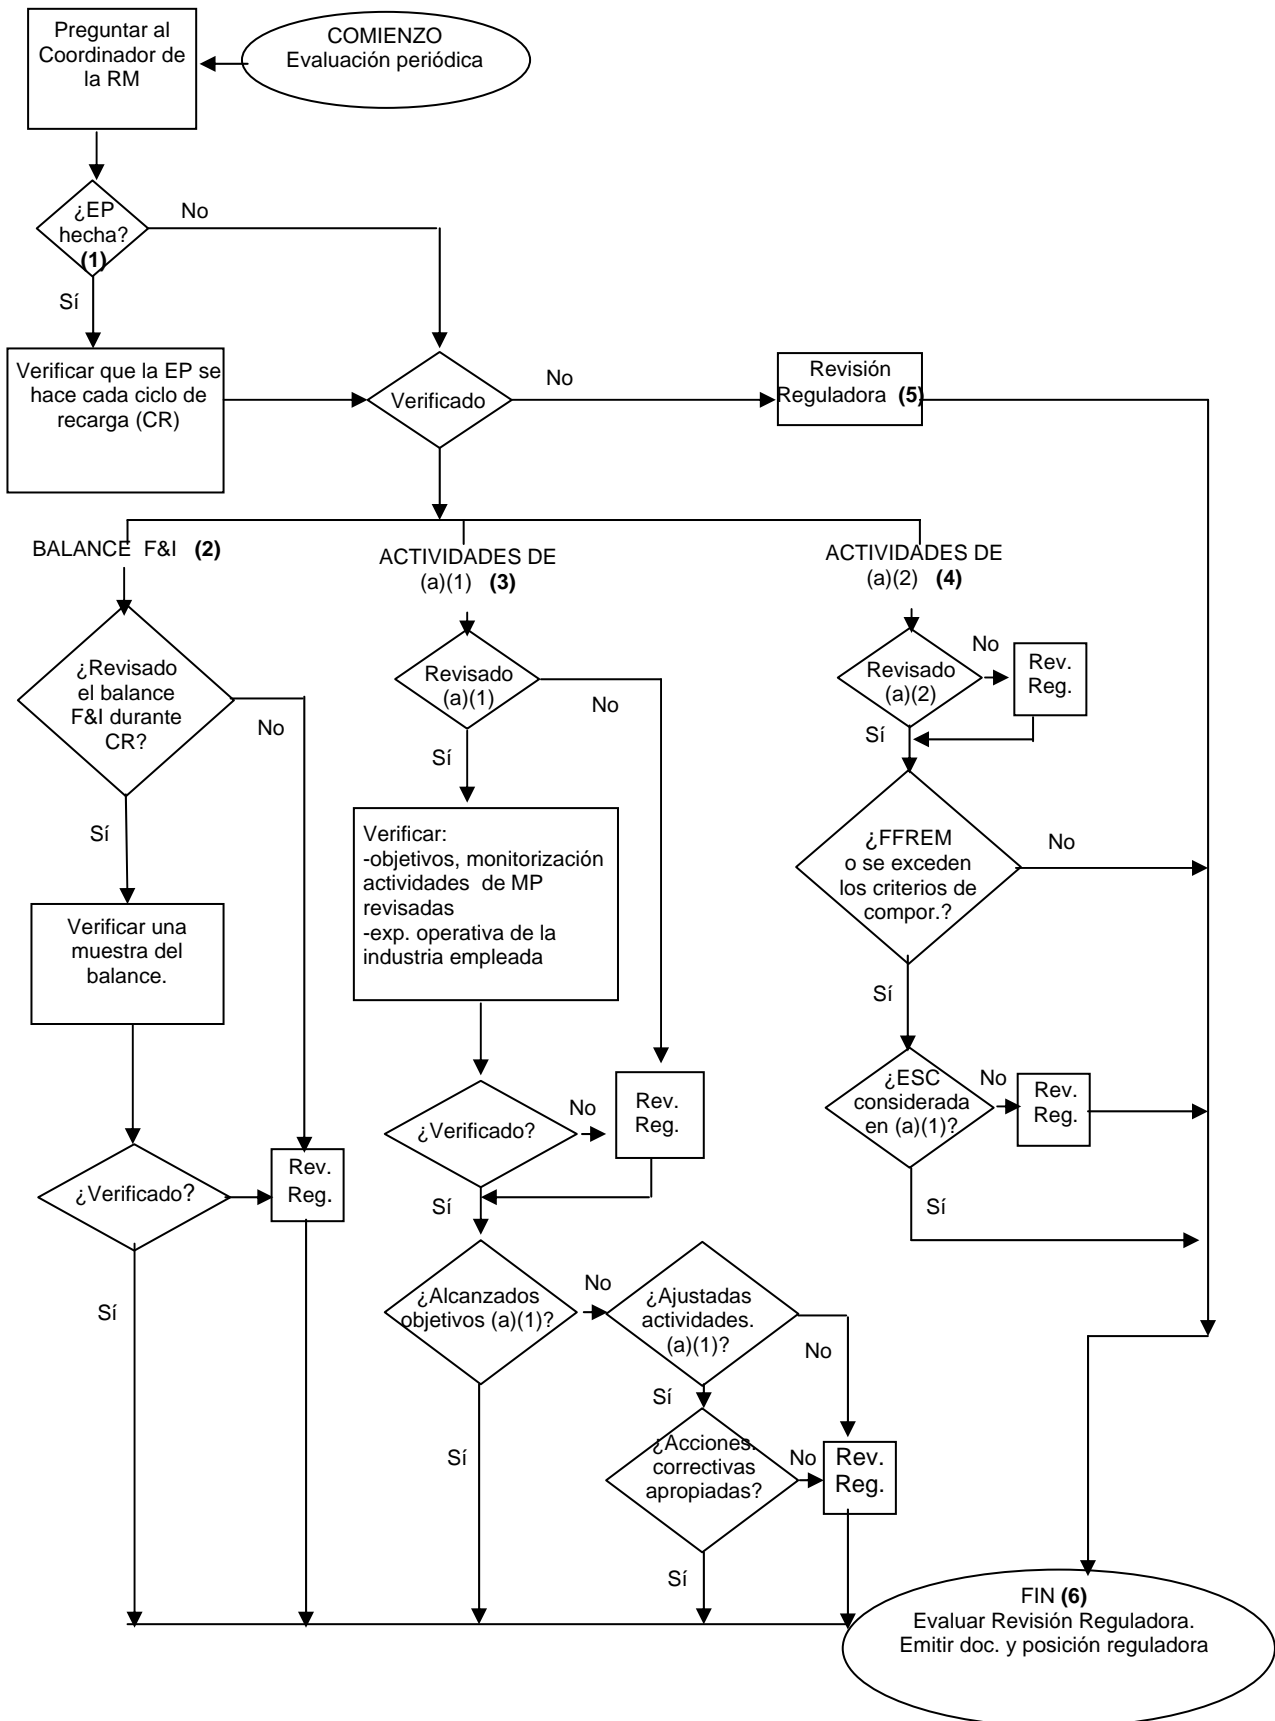 Preguntar al
Coordinador de
la RM
COMIENZO
Evaluación periódica
¿EP
hecha?
(1)
No
Sí
Verificar que la EP se
hace cada ciclo de
recarga (CR)
Verificado
No
Revisión
Reguladora (5)
BALANCE F&I (2)
ACTIVIDADES DE
(a)(1) (3)
ACTIVIDADES DE
(a)(2) (4)
¿Revisado
el balance
F&I durante
CR?
No
Sí
Verificar una
muestra del
balance.
¿Verificado?
Rev.
Reg.
Sí
Revisado
(a)(1)
No
Sí
Verificar:
-objetivos, monitorización
actividades de MP
revisadas
-exp. operativa de la
industria empleada
¿Verificado?
No
Rev.
Reg.
Sí
¿Alcanzados
objetivos (a)(1)?
No
Sí
¿Ajustadas
actividades.
(a)(1)?
No
Sí
¿Acciones.
correctivas
apropiadas?
No
Rev.
Reg.
Sí
Revisado
(a)(2)
No
Rev.
Reg.
Sí
¿FFREM
o se exceden
los criterios de
compor.?
No
Sí
¿ESC
considerada
en (a)(1)?
No
Rev.
Reg.
Sí
FIN (6)
Evaluar Revisión Reguladora.
Emitir doc. y posición reguladora